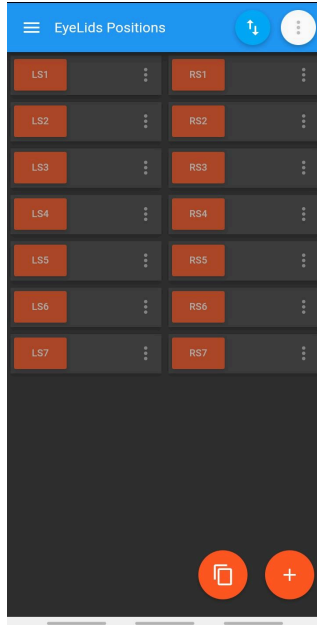 EyeLids Positions
LS1 RS1
LS2 RS2
LS3 RS3
LS4 RS4
LS5 RS5
LS6 RS6
LS7 RS7